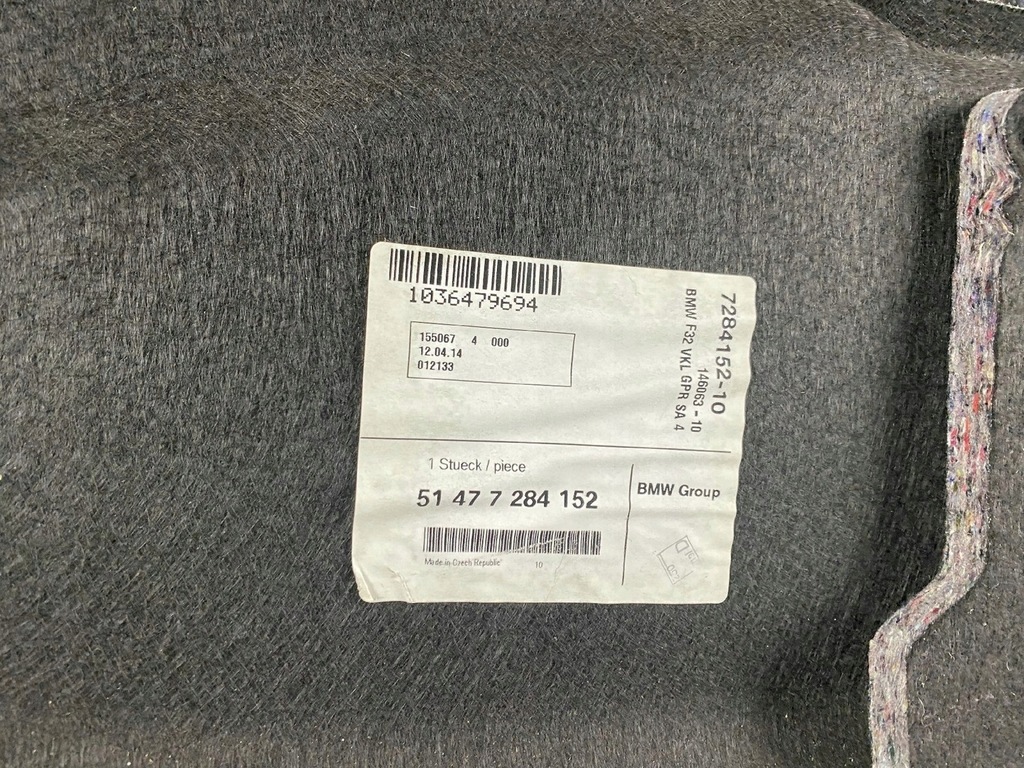 1036479694
155067 4 000
12.04.14
012133
7284152-10
146063 - 10
BMW F32 VKL GPR SA 4
1 Stueck / piece
51 47 7 284 152
Made in Czech Republic 10
BMW Group